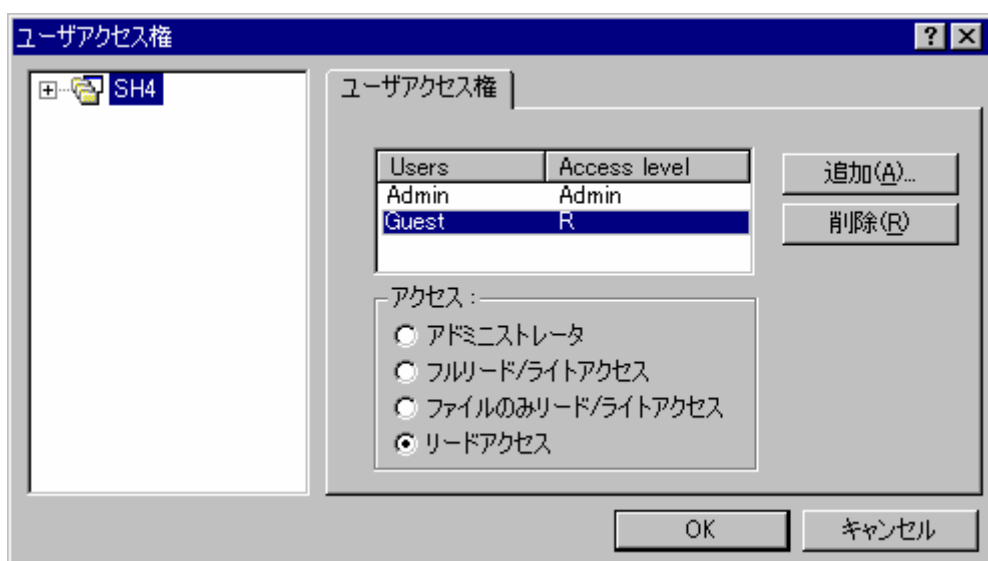 ユーザアクセス権
SH4
ユーザアクセス権
Users Access level
Admin Admin
Guest R
追加(A)...
削除(R)
アクセス:
アドミニストレータ
フルリード/ライトアクセス
ファイルのみリード/ライトアクセス
リードアクセス
OK キャンセル